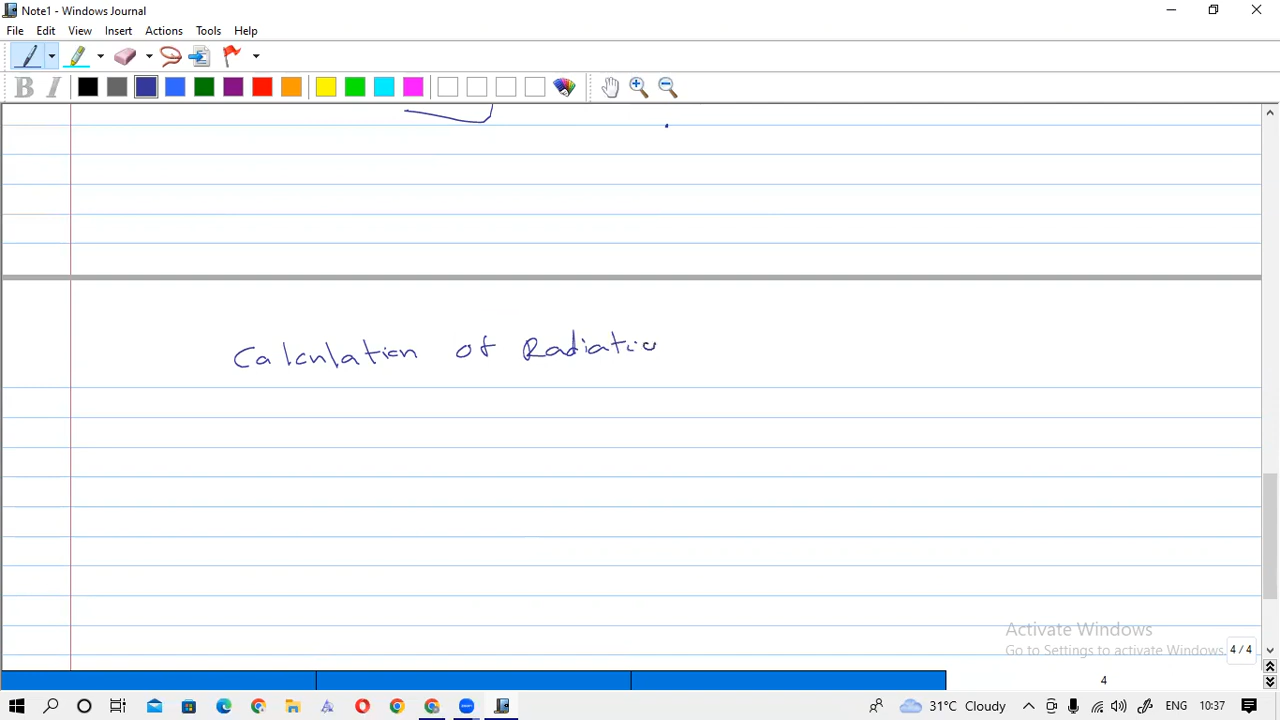 Note1 - Windows Journal
File Edit View Insert Actions Tools Help
B I
Calculation of Radiatio
Activate Windows
Go to Settings to activate Windows.
4 / 4
4
31°C Cloudy ENG 10:37